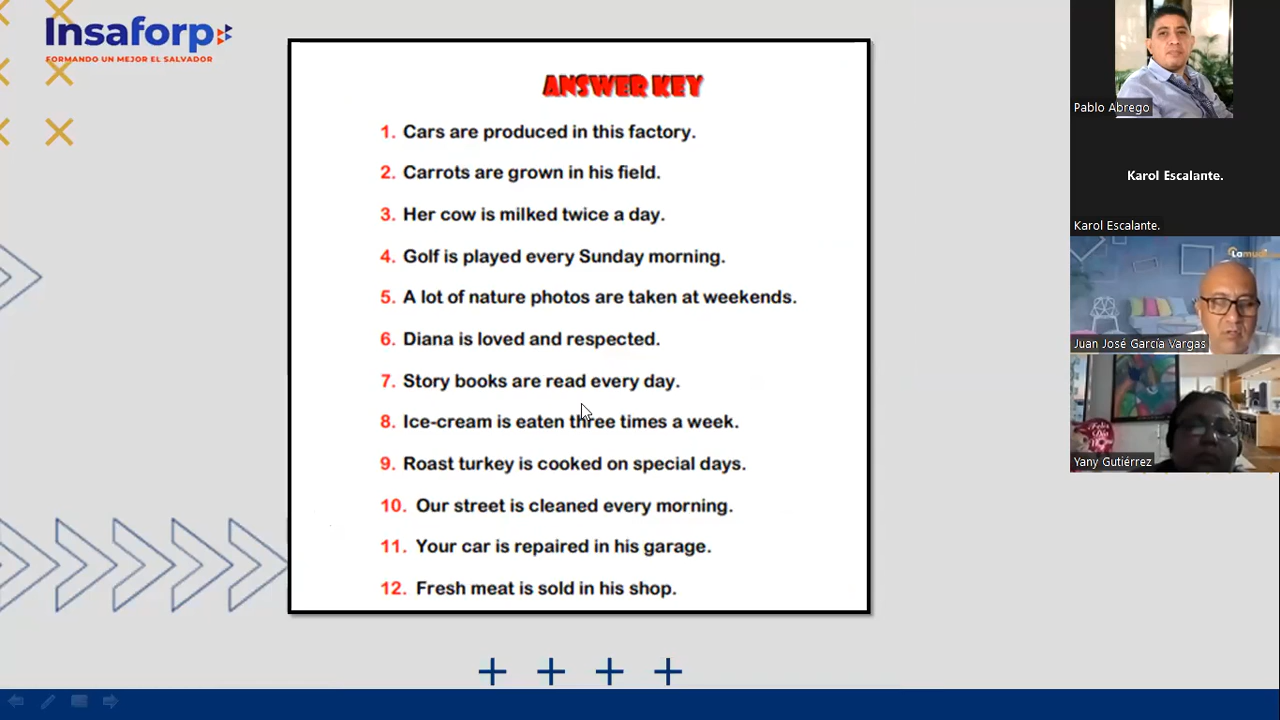 Insaforp
FORMANDO UN MEJOR EL SALVADOR
ANSWER KEY
1. Cars are produced in this factory.
2. Carrots are grown in his field.
3. Her cow is milked twice a day.
4. Golf is played every Sunday morning.
5. A lot of nature photos are taken at weekends.
6. Diana is loved and respected.
7. Story books are read every day.
8. Ice-cream is eaten three times a week.
9. Roast turkey is cooked on special days.
10. Our street is cleaned every morning.
11. Your car is repaired in his garage.
12. Fresh meat is sold in his shop.
Pablo Abrego
Karol Escalante.
Karol Escalante.
Juan José García Vargas
Yany Gutiérrez